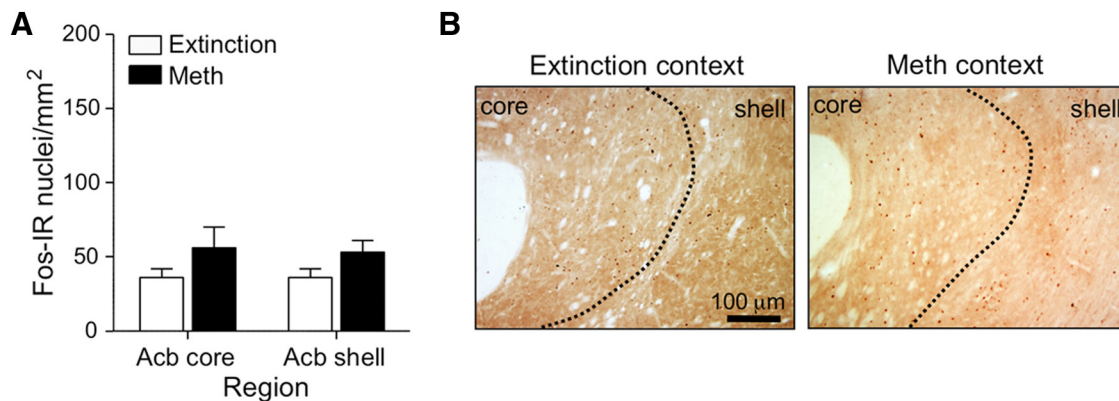 A
Fos-IR nuclei/mm²
200
150
100
50
0
Extinction
Meth
Acb core
Acb shell
Region
B
Extinction context
core
shell
100 μm
Meth context
core
shell